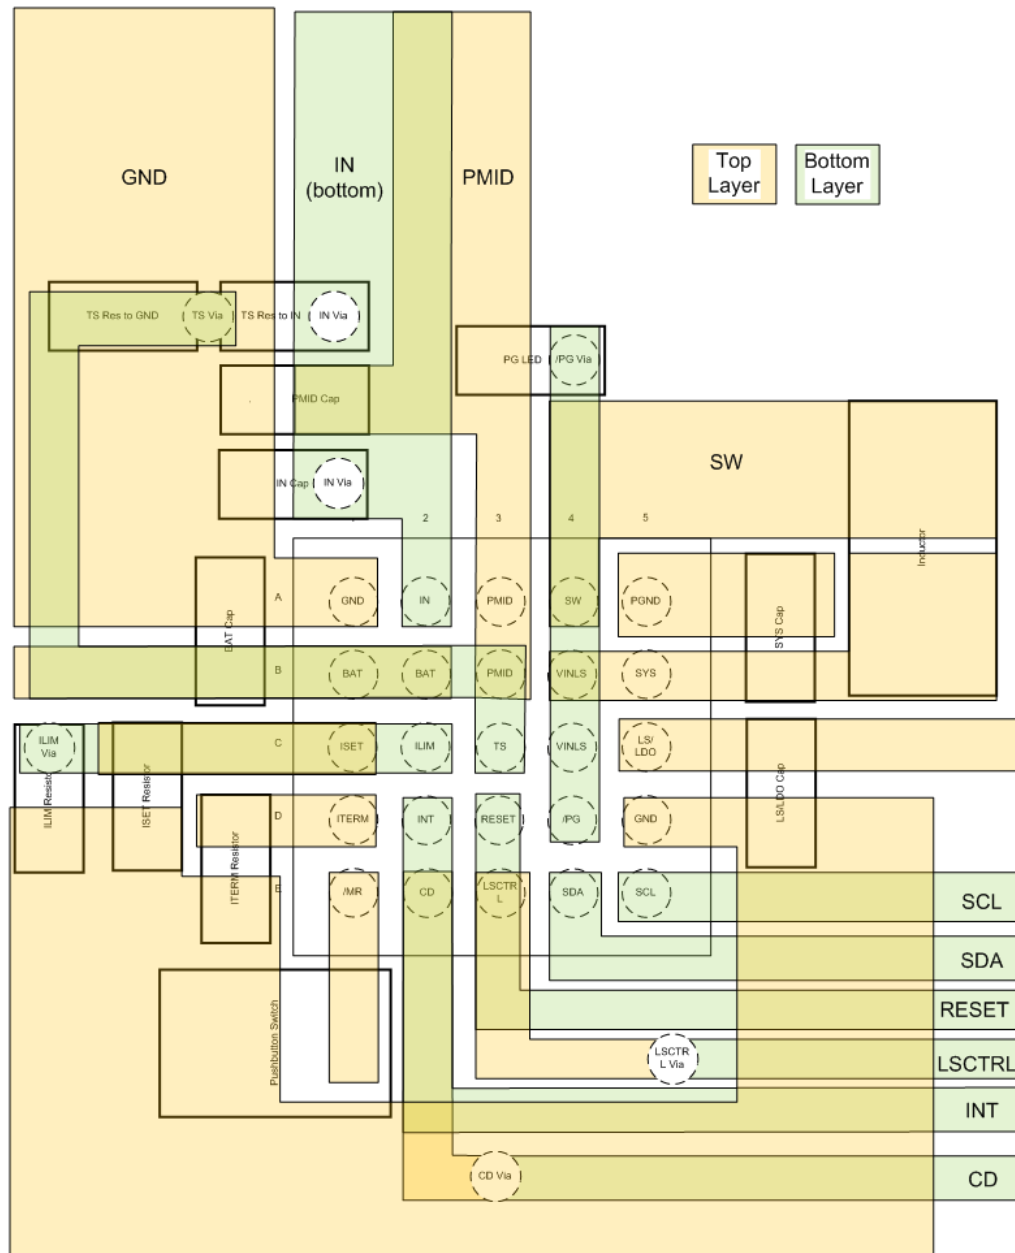 GND
IN
(bottom)
PMID
Top
Layer
Bottom
Layer
TS Res to GND
TS Via
TS Res to IN
IN Via
PG LED
/PG Via
PMID Cap
IN Cap
IN Via
SW
2
3
4
5
Inductor
A
GND
IN
PMID
SW
PGND
BAT Cap
SYS Cap
B
BAT
BAT
PMID
VINLS
SYS
ILIM
Via
C
ISET
ILIM
TS
VINLS
LS/
LDO
ILIM Resistor
ISET Resistor
LS/LDO Cap
D
ITERM
INT
RESET
/PG
GND
ITERM Resistor
E
/MR
CD
LSCTR
L
SDA
SCL
SCL
SDA
RESET
Pushbutton Switch
LSCTR
L Via
LSCTRL
INT
CD Via
CD